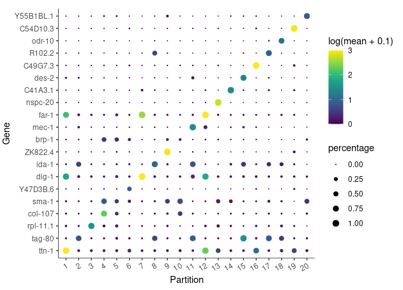 Y55B1BL.1
C54D10.3
odr-10
R102.2
C49G7.3
des-2
C41A3.1
nspc-20
far-1
mec-1
brp-1
ZK822.4
ida-1
dig-1
Y47D3B.6
sma-1
col-107
rpl-11.1
tag-80
ttn-1
Gene
1 2 3 4 5 6 7 8 9 10 11 12 13 14 15 16 17 18 19 20
Partition
log(mean + 0.1)
3
2
1
0
percentage
0.00
0.25
0.50
0.75
1.00